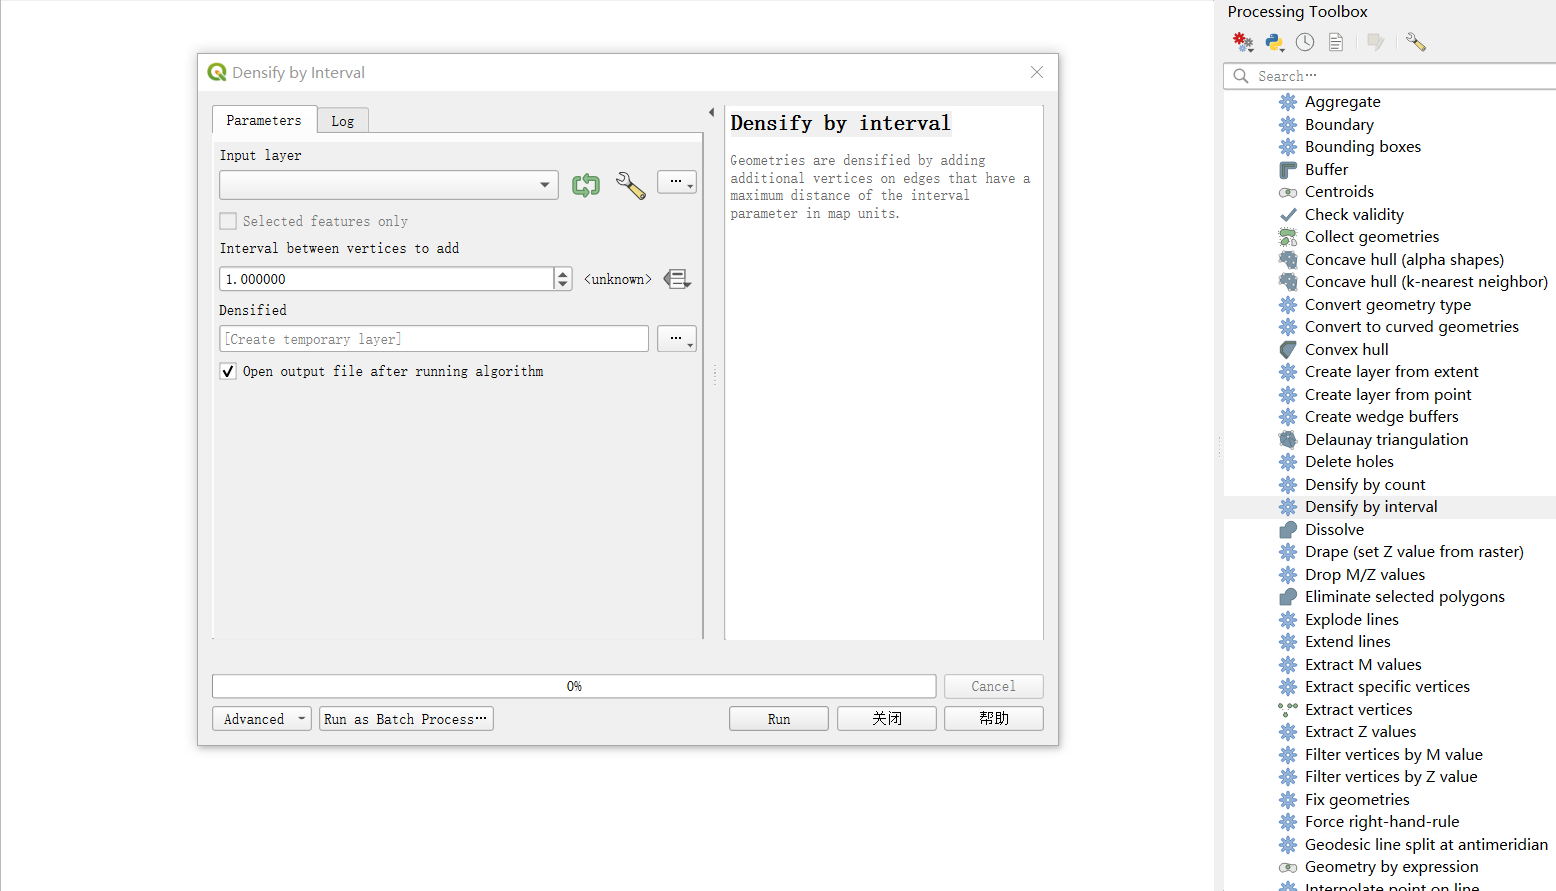 Processing Toolbox
Search…
Aggregate
Boundary
Bounding boxes
Buffer
Centroids
Check validity
Collect geometries
Concave hull (alpha shapes)
Concave hull (k-nearest neighbor)
Convert geometry type
Convert to curved geometries
Convex hull
Create layer from extent
Create layer from point
Create wedge buffers
Delaunay triangulation
Delete holes
Densify by count
Densify by interval
Dissolve
Drape (set Z value from raster)
Drop M/Z values
Eliminate selected polygons
Explode lines
Extend lines
Extract M values
Extract specific vertices
Extract vertices
Extract Z values
Filter vertices by M value
Filter vertices by Z value
Fix geometries
Force right-hand-rule
Geodesic line split at antimeridian
Geometry by expression
Interpolate point on line
Densify by Interval
Parameters
Log
Input layer
…
Selected features only
Interval between vertices to add
1.000000
<unknown>
Densified
[Create temporary layer]
…
Open output file after running algorithm
Densify by interval
Geometries are densified by adding
additional vertices on edges that have a
maximum distance of the interval
parameter in map units.
0%
Cancel
Advanced
Run as Batch Process…
Run
关闭
帮助